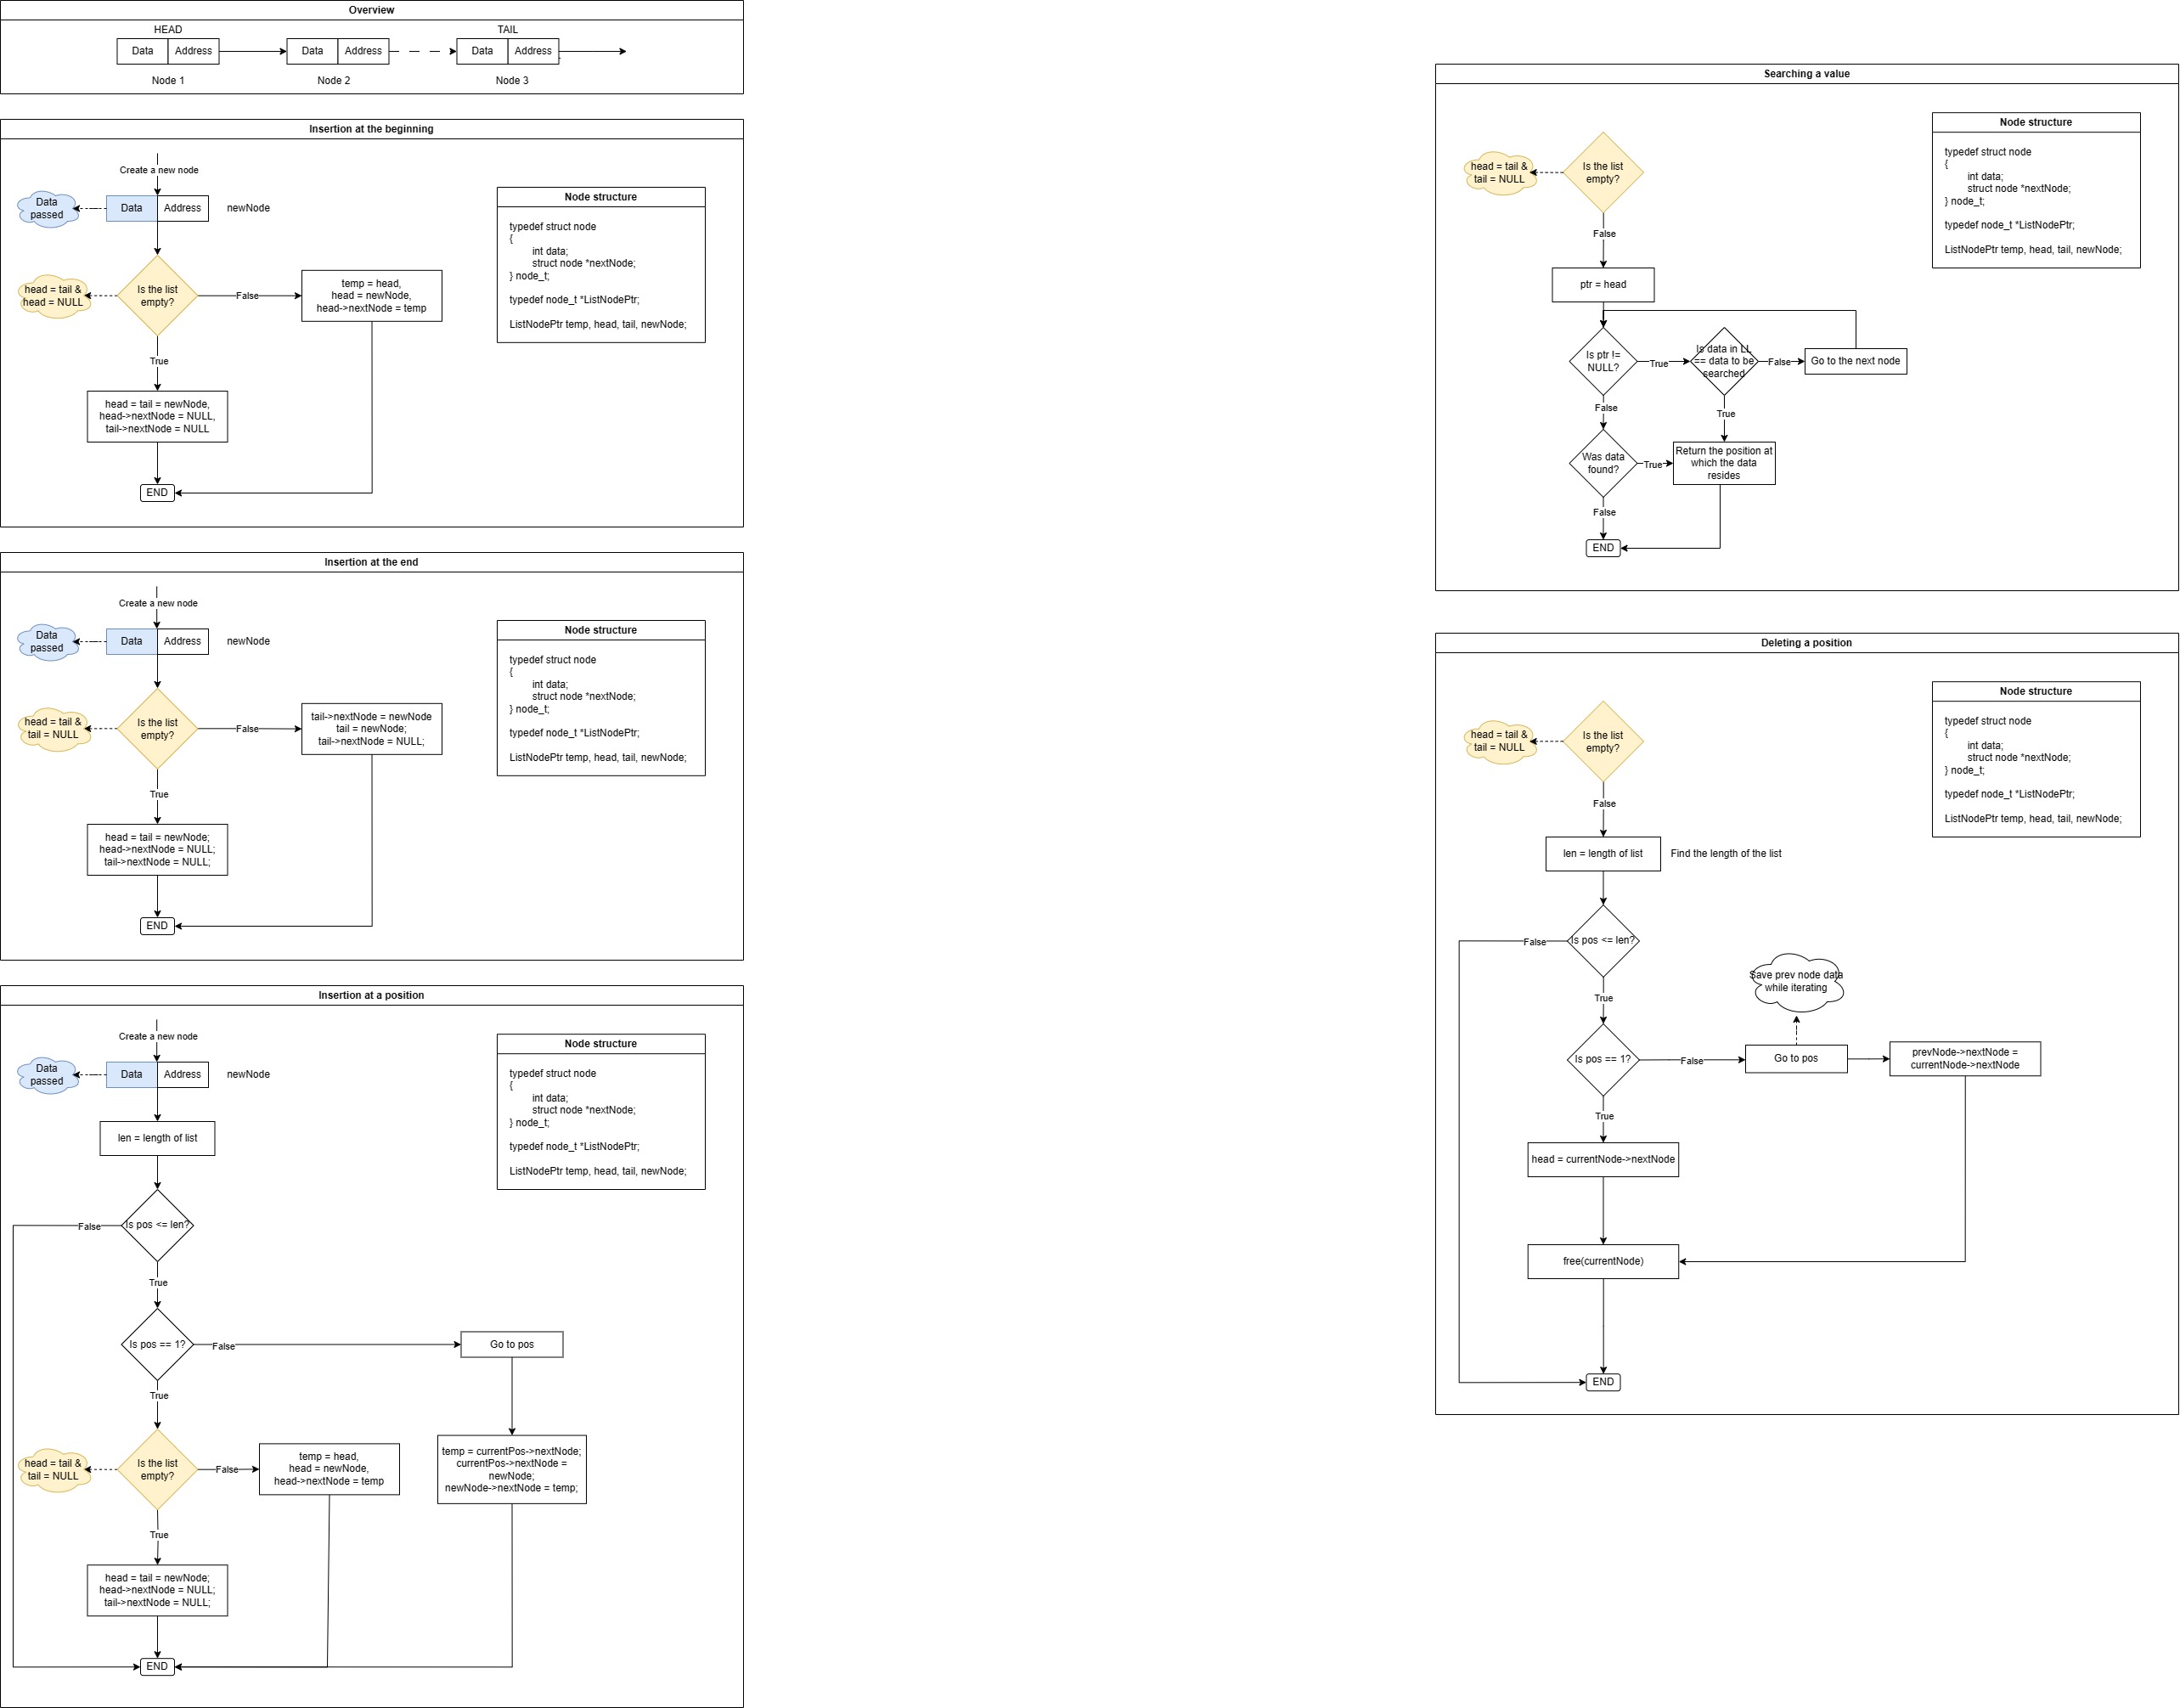 Overview
HEAD
TAIL
Data
Address
Data
Address
Data
Address
Node 1
Node 2
Node 3
Insertion at the beginning
Create a new node
Data
passed
Data
Address
newNode
head = tail &
head = NULL
Is the list
empty?
False
temp = head,
head = newNode,
head->nextNode = temp
True
head = tail = newNode,
head->nextNode = NULL,
tail->nextNode = NULL
END
Node structure
typedef struct node
{
int data;
struct node *nextNode;
} node_t;
typedef node_t *ListNodePtr;
ListNodePtr temp, head, tail, newNode;
Insertion at the end
Create a new node
Data
passed
Data
Address
newNode
head = tail &
tail = NULL
Is the list
empty?
False
tail->nextNode = newNode
tail = newNode;
tail->nextNode = NULL;
True
head = tail = newNode;
head->nextNode = NULL;
tail->nextNode = NULL;
END
Node structure
typedef struct node
{
int data;
struct node *nextNode;
} node_t;
typedef node_t *ListNodePtr;
ListNodePtr temp, head, tail, newNode;
Insertion at a position
Create a new node
Data
passed
Data
Address
newNode
len = length of list
Is pos <= len?
False
True
Is pos == 1?
False
Go to pos
True
head = tail &
tail = NULL
Is the list
empty?
False
temp = head,
head = newNode,
head->nextNode = temp
temp = currentPos->nextNode;
currentPos->nextNode =
newNode;
newNode->nextNode = temp;
True
head = tail = newNode;
head->nextNode = NULL;
tail->nextNode = NULL;
END
Node structure
typedef struct node
{
int data;
struct node *nextNode;
} node_t;
typedef node_t *ListNodePtr;
ListNodePtr temp, head, tail, newNode;
Searching a value
head = tail &
tail = NULL
Is the list
empty?
False
ptr = head
Is ptr !=
NULL?
True
Is data in LL
== data to be
searched
False
Go to the next node
False
True
Was data
found?
True
Return the position at
which the data
resides
False
END
Node structure
typedef struct node
{
int data;
struct node *nextNode;
} node_t;
typedef node_t *ListNodePtr;
ListNodePtr temp, head, tail, newNode;
Deleting a position
head = tail &
tail = NULL
Is the list
empty?
False
len = length of list
Find the length of the list
Is pos <= len?
False
Save prev node data
while iterating
True
Is pos == 1?
False
Go to pos
prevNode->nextNode =
currentNode->nextNode
True
head = currentNode->nextNode
free(currentNode)
END
Node structure
typedef struct node
{
int data;
struct node *nextNode;
} node_t;
typedef node_t *ListNodePtr;
ListNodePtr temp, head, tail, newNode;